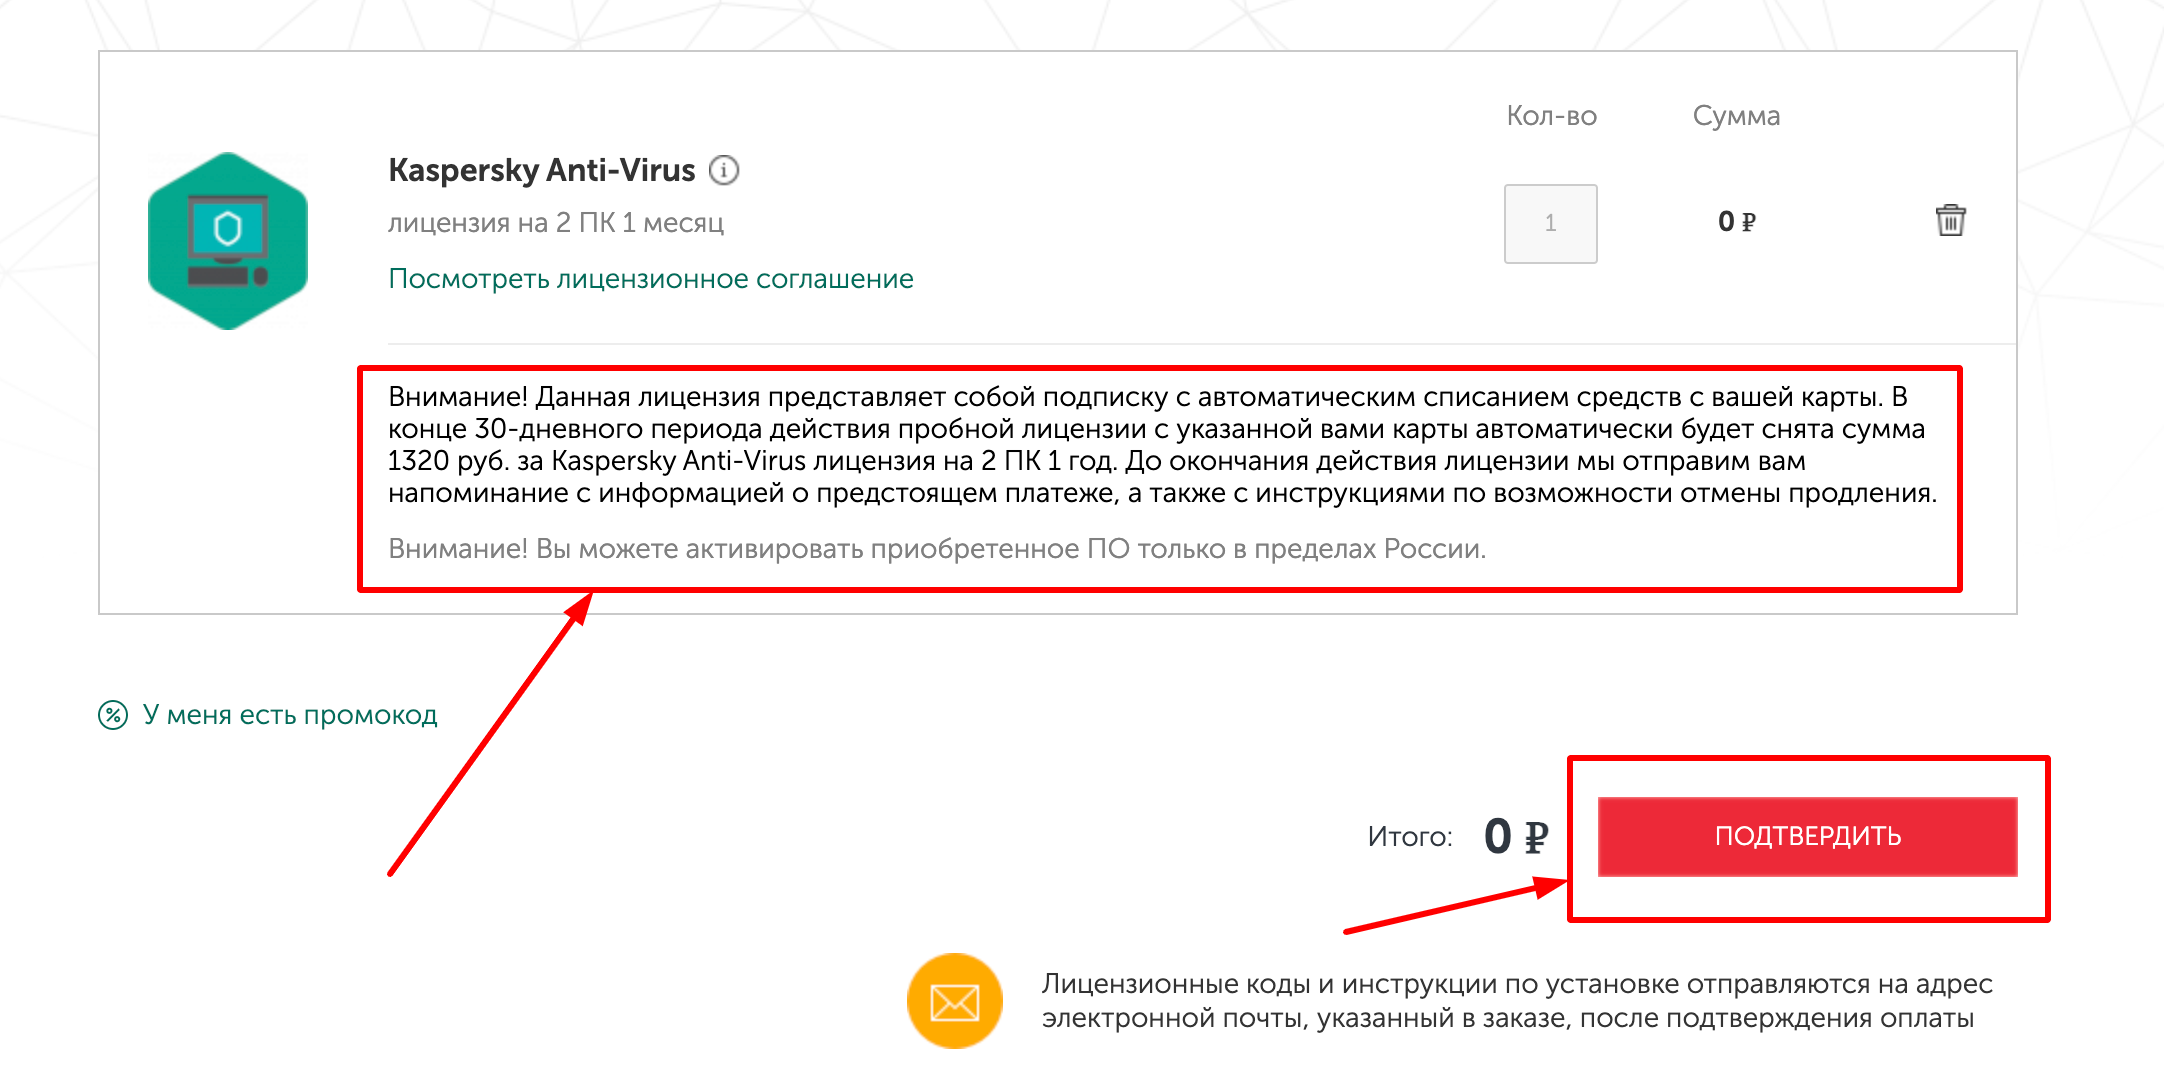 Кол-во Сумма
Kaspersky Anti-Virus i
лицензия на 2 ПК 1 месяц
1 0 ₽
Посмотреть лицензионное соглашение
Внимание! Данная лицензия представляет собой подписку с автоматическим списанием средств с вашей карты. В
конце 30-дневного периода действия пробной лицензии с указанной вами карты автоматически будет снята сумма
1320 руб. за Kaspersky Anti-Virus лицензия на 2 ПК 1 год. До окончания действия лицензии мы отправим вам
напоминание с информацией о предстоящем платеже, а также с инструкциями по возможности отмены продления.
Внимание! Вы можете активировать приобретенное ПО только в пределах России.
% У меня есть промокод
Итого: 0 ₽
ПОДТВЕРДИТЬ
Лицензионные коды и инструкции по установке отправляются на адрес
электронной почты, указанный в заказе, после подтверждения оплаты